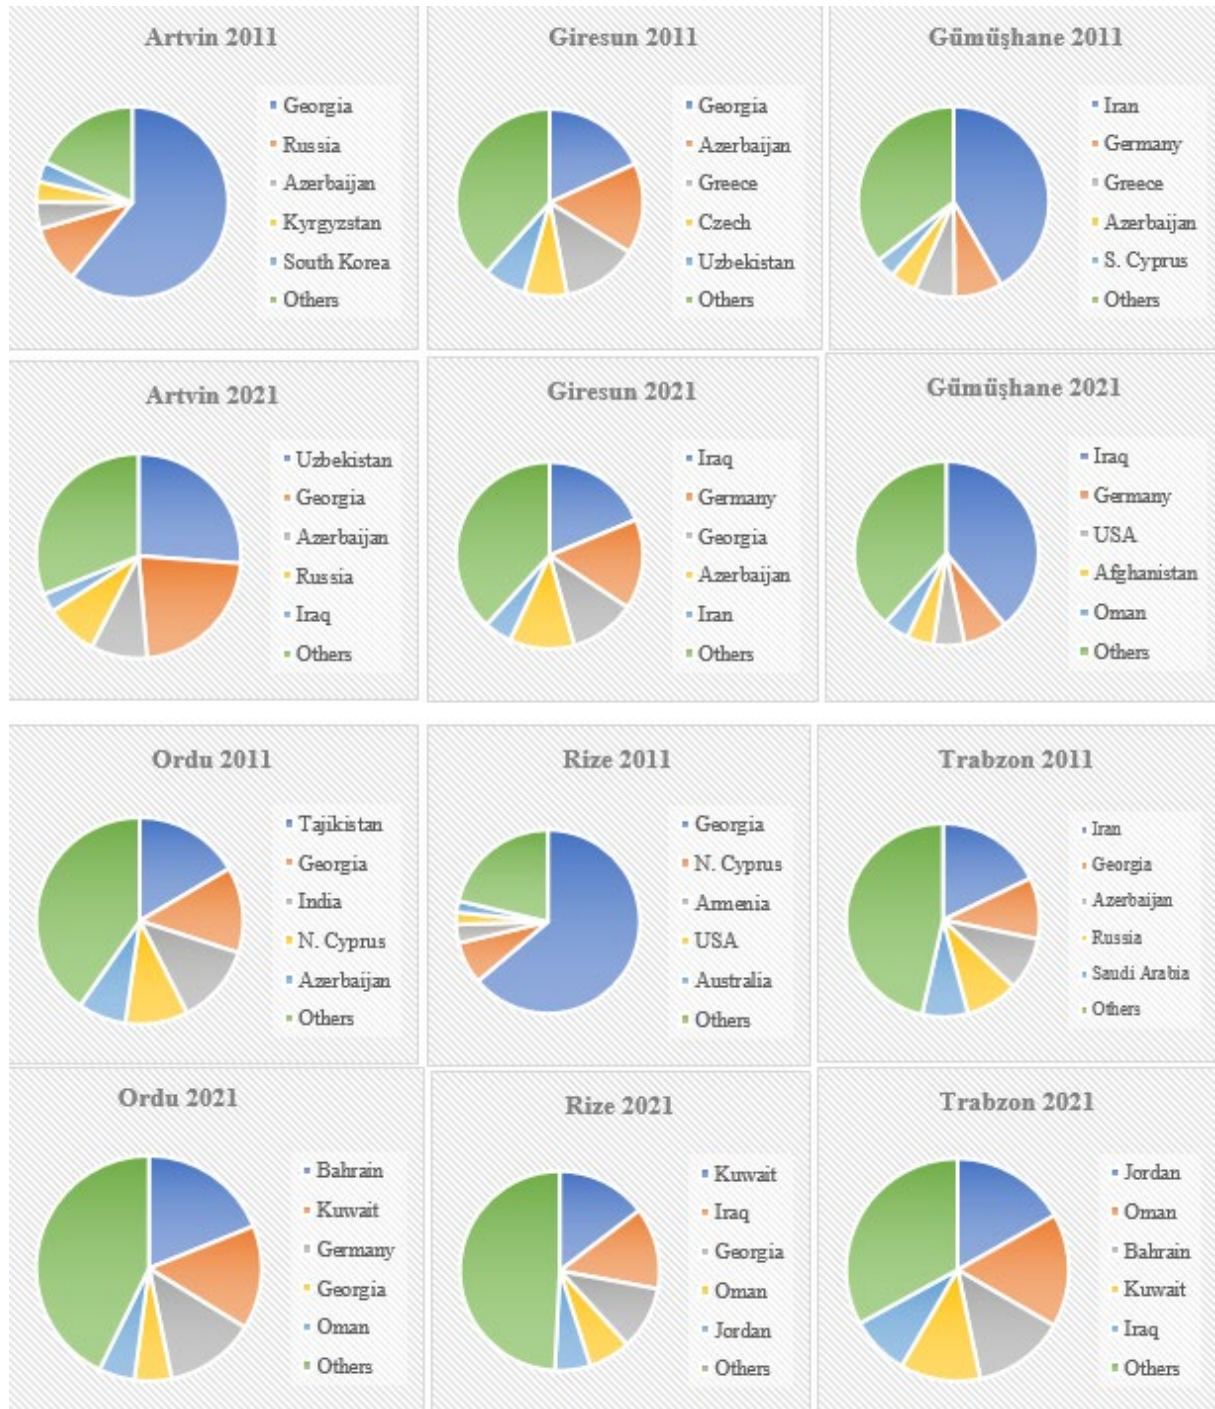 Artvin 2011
Georgia
Russia
Azerbaijan
Kyrgyzstan
South Korea
Others
Giresun 2011
Georgia
Azerbaijan
Greece
Czech
Uzbekistan
Others
Gümüşhane 2011
Iran
Germany
Greece
Azerbaijan
S. Cyprus
Others
Artvin 2021
Uzbekistan
Georgia
Azerbaijan
Russia
Iraq
Others
Giresun 2021
Iraq
Germany
Georgia
Azerbaijan
Iran
Others
Gümüşhane 2021
Iraq
Germany
USA
Afghanistan
Oman
Others
Ordu 2011
Tajikistan
Georgia
India
N. Cyprus
Azerbaijan
Others
Rize 2011
Georgia
N. Cyprus
Armenia
USA
Australia
Others
Trabzon 2011
Iran
Georgia
Azerbaijan
Russia
Saudi Arabia
Others
Ordu 2021
Bahrain
Kuwait
Germany
Georgia
Oman
Others
Rize 2021
Kuwait
Iraq
Georgia
Oman
Jordan
Others
Trabzon 2021
Jordan
Oman
Bahrain
Kuwait
Iraq
Others